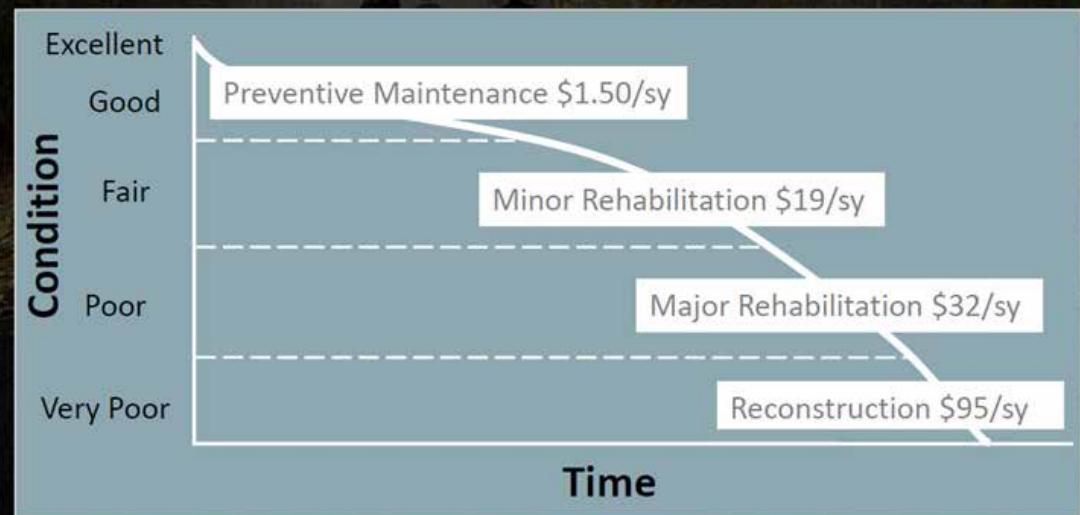 Excellent
Good
Preventive Maintenance $1.50/sy
Fair
Minor Rehabilitation $19/sy
Condition
Poor
Major Rehabilitation $32/sy
Very Poor
Reconstruction $95/sy
Time